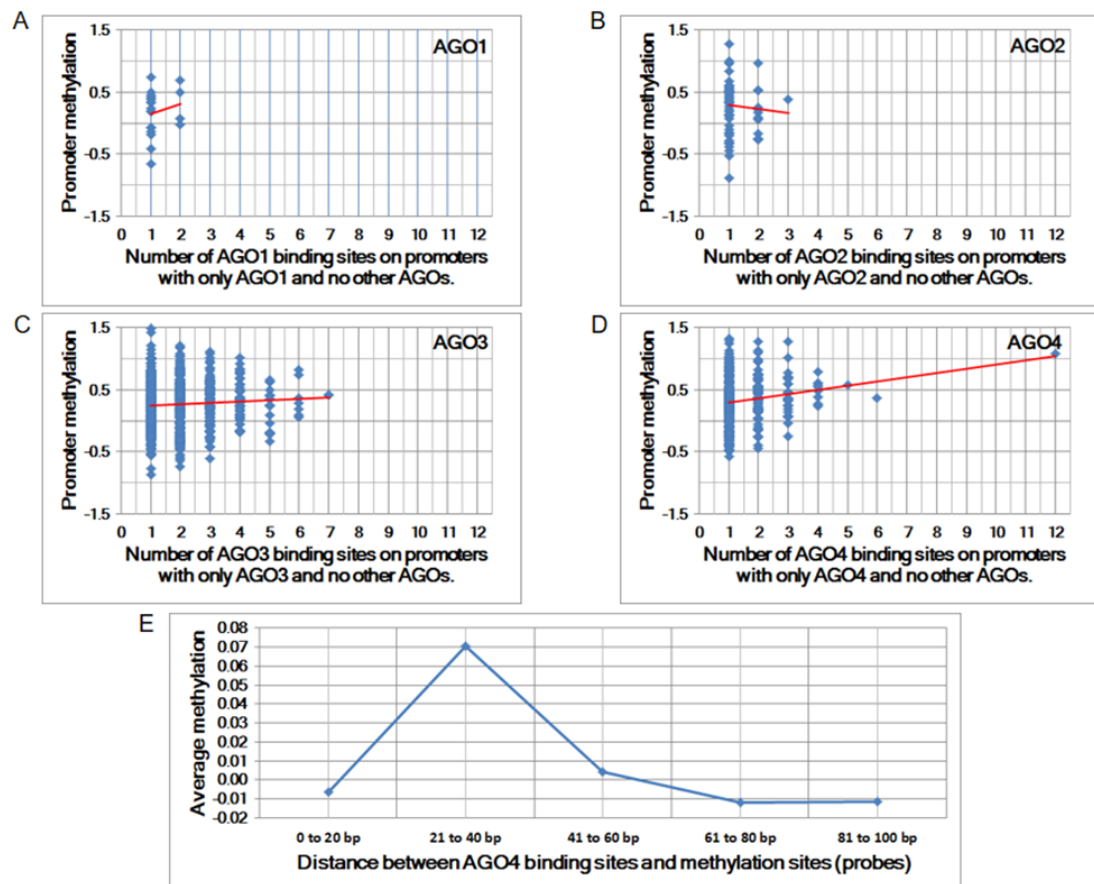 A
AGO1
Promoter methylation
1.5
0.5
-0.5
-1.5
0 1 2 3 4 5 6 7 8 9 10 11 12
Number of AGO1 binding sites on promoters
with only AGO1 and no other AGOs.
B
AGO2
Promoter methylation
1.5
0.5
-0.5
-1.5
0 1 2 3 4 5 6 7 8 9 10 11 12
Number of AGO2 binding sites on promoters
with only AGO2 and no other AGOs.
C
AGO3
Promoter methylation
1.5
0.5
-0.5
-1.5
0 1 2 3 4 5 6 7 8 9 10 11 12
Number of AGO3 binding sites on promoters
with only AGO3 and no other AGOs.
D
AGO4
Promoter methylation
1.5
0.5
-0.5
-1.5
0 1 2 3 4 5 6 7 8 9 10 11 12
Number of AGO4 binding sites on promoters
with only AGO4 and no other AGOs.
E
Average methylation
0.08
0.07
0.06
0.05
0.04
0.03
0.02
0.01
0.00
-0.01
-0.02
0 to 20 bp 21 to 40 bp 41 to 60 bp 61 to 80 bp 81 to 100 bp
Distance between AGO4 binding sites and methylation sites (probes)